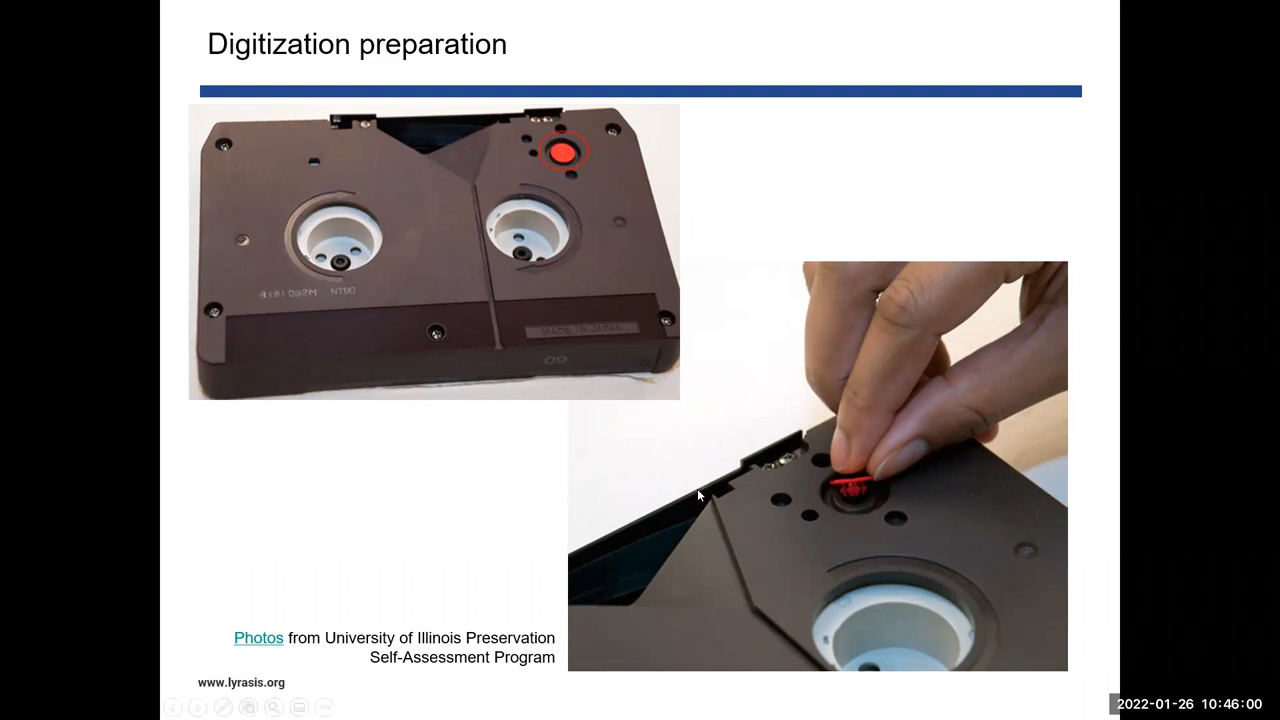 Digitization preparation
MADE IN JAPAN
09
Photos from University of Illinois Preservation
Self-Assessment Program
www.lyrasis.org
2022-01-26 10:46:00